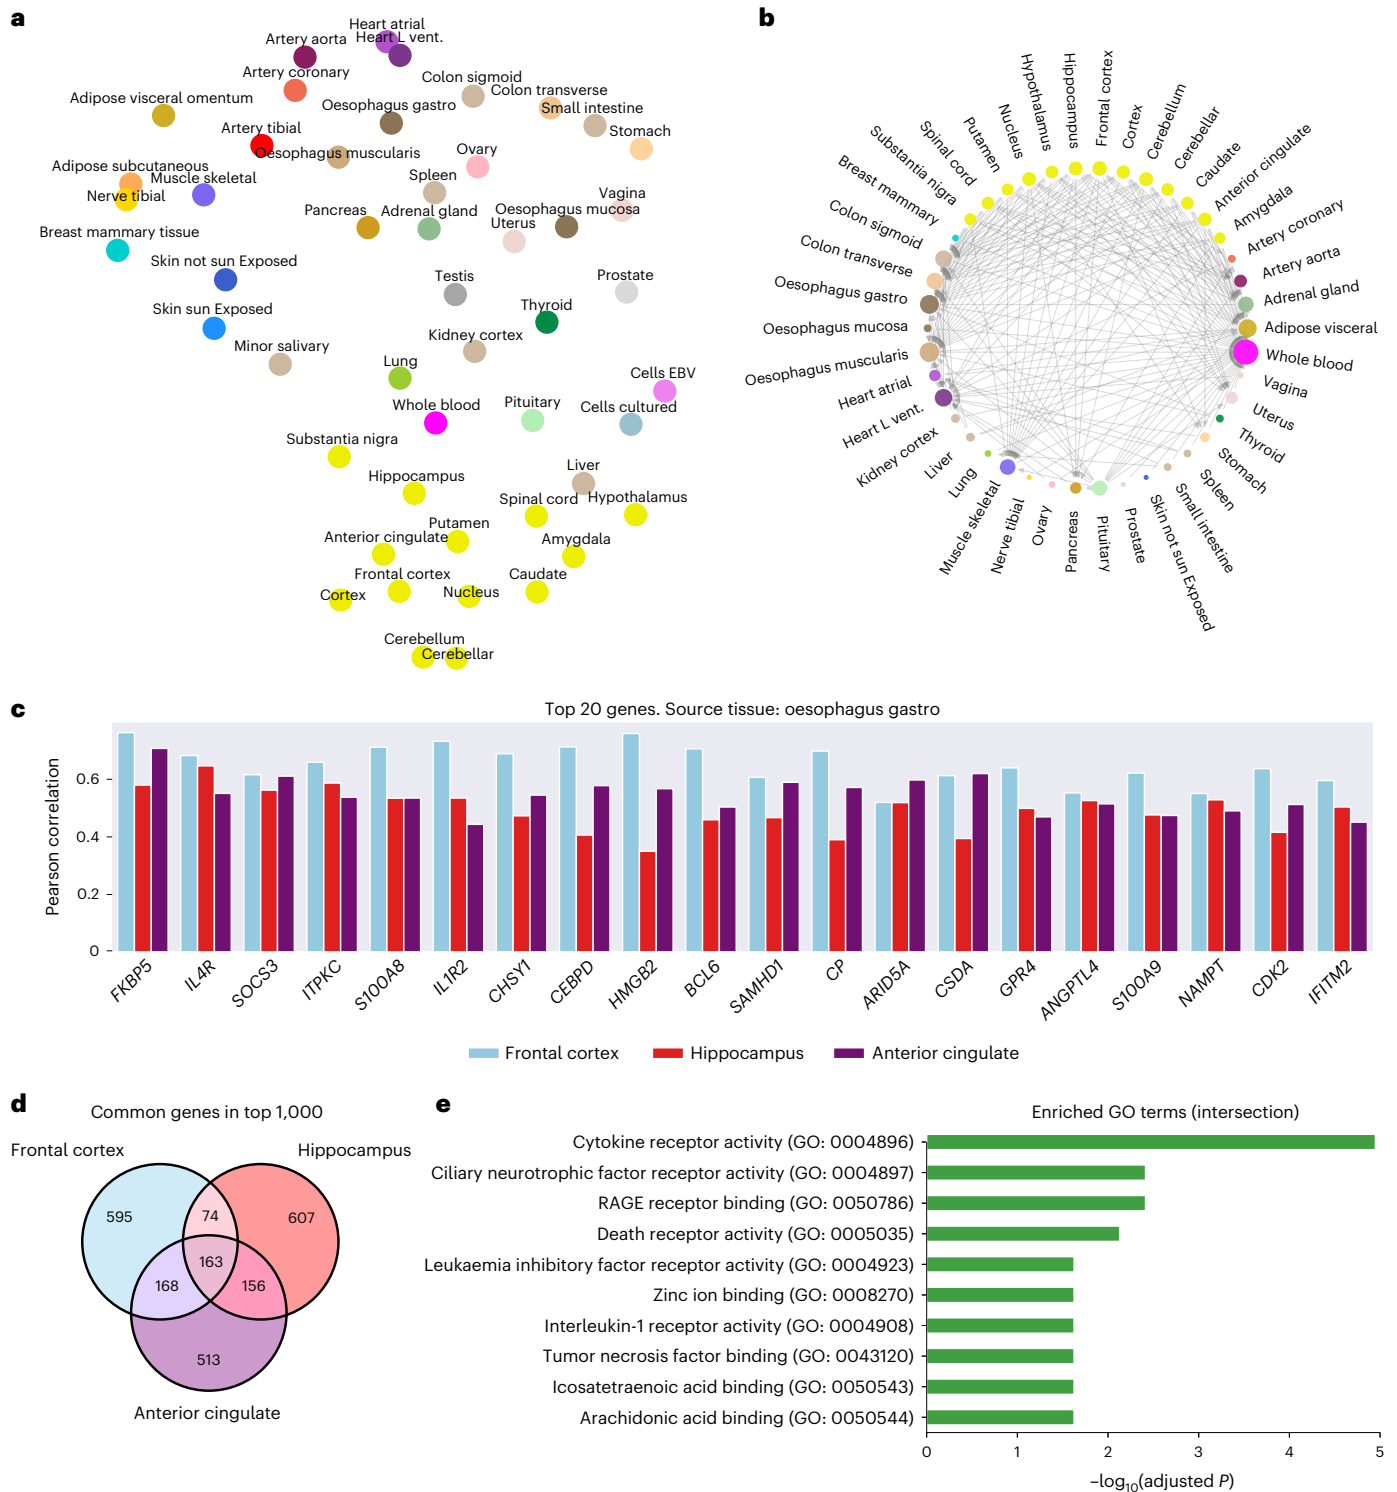 a
Heart atrial
Heart L vent.
Artery aorta
Artery coronary
Colon sigmoid
Colon transverse
Adipose visceral omentum
Oesophagus gastro
Small intestine
Artery tibial
Stomach
Oesophagus muscularis
Ovary
Adipose subcutaneous
Muscle skeletal
Spleen
Nerve tibial
Vagina
Pancreas
Adrenal gland
Oesophagus mucosa
Uterus
Breast mammary tissue
Skin not sun Exposed
Testis
Prostate
Skin sun Exposed
Thyroid
Kidney cortex
Minor salivary
Lung
Cells EBV
Whole blood
Pituitary
Cells cultured
Substantia nigra
Hippocampus
Liver
Spinal cord
Hypothalamus
Putamen
Anterior cingulate
Amygdala
Frontal cortex
Caudate
Cortex
Nucleus
Cerebellum
Cerebellar
b
Hippocampus
Frontal cortex
Cortex
Cerebellum
Cerebellar
Caudate
Anterior cingulate
Amygdala
Artery coronary
Artery aorta
Adrenal gland
Adipose visceral
Whole blood
Vagina
Uterus
Thyroid
Stomach
Spleen
Small intestine
Skin not sun Exposed
Prostate
Pituitary
Pancreas
Ovary
Nerve tibial
Muscle skeletal
Lung
Liver
Kidney cortex
Heart L vent.
Heart atrial
Oesophagus muscularis
Oesophagus mucosa
Oesophagus gastro
Colon transverse
Colon sigmoid
Breast mammary
Substantia nigra
Spinal cord
Putamen
Nucleus
Hypothalamus
c
Top 20 genes. Source tissue: oesophagus gastro
Pearson correlation
0.6
0.4
0.2
0
FKBP5
IL4R
SOCS3
ITPKC
S100A8
IL1R2
CHSY1
CEBPD
HMGB2
BCL6
SAMHD1
CP
ARID5A
CSDA
GPR4
ANGPTL4
S100A9
NAMPT
CDK2
IFITM2
Frontal cortex
Hippocampus
Anterior cingulate
d
Common genes in top 1,000
Frontal cortex
Hippocampus
595
74
607
163
168
156
513
Anterior cingulate
e
Enriched GO terms (intersection)
Cytokine receptor activity (GO: 0004896)
Ciliary neurotrophic factor receptor activity (GO: 0004897)
RAGE receptor binding (GO: 0050786)
Death receptor activity (GO: 0005035)
Leukaemia inhibitory factor receptor activity (GO: 0004923)
Zinc ion binding (GO: 0008270)
Interleukin-1 receptor activity (GO: 0004908)
Tumor necrosis factor binding (GO: 0043120)
Icosatetraenoic acid binding (GO: 0050543)
Arachidonic acid binding (GO: 0050544)
0 1 2 3 4 5
–log10(adjusted P)